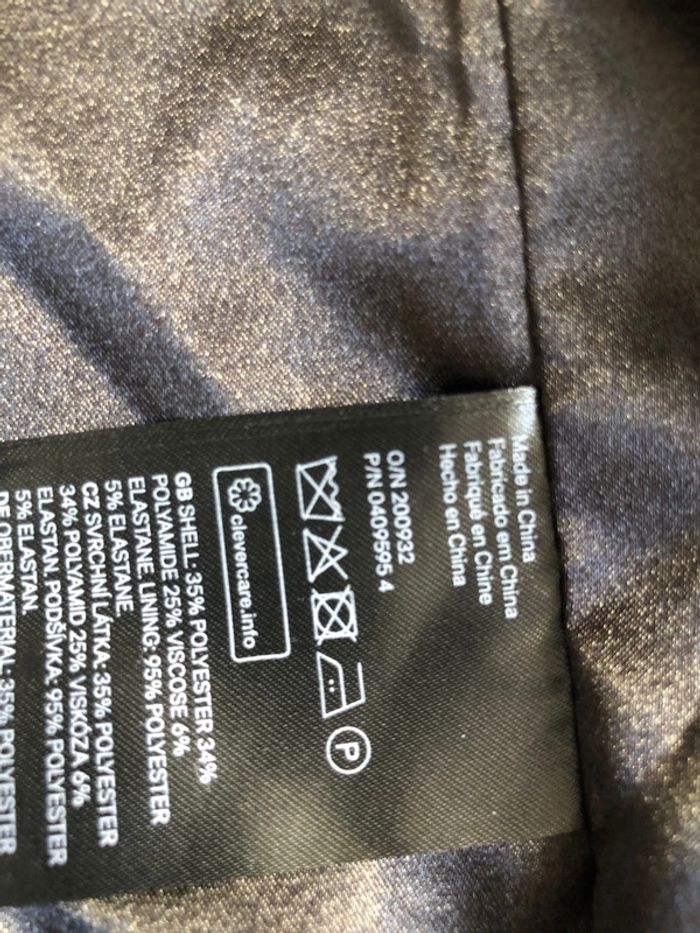 Made in China
Fabricado em China
Fabriqué en Chine
Hecho en China
O/N 200932
P/N 0409595 4
P
clevercare.info
GB SHELL: 35% POLYESTER 34%
POLYAMIDE 25% VISCOSE 6%
ELASTANE LINING: 95% POLYESTER
5% ELASTANE
CZ SVRCHNÍ LÁTKA: 35% POLYESTER
34% POLYAMID 25% VISKÓZA 6%
ELASTAN PODŠÍVKA: 95% POLYESTER
5% ELASTAN
DE OBERMATERIAL: 35% POLYESTER